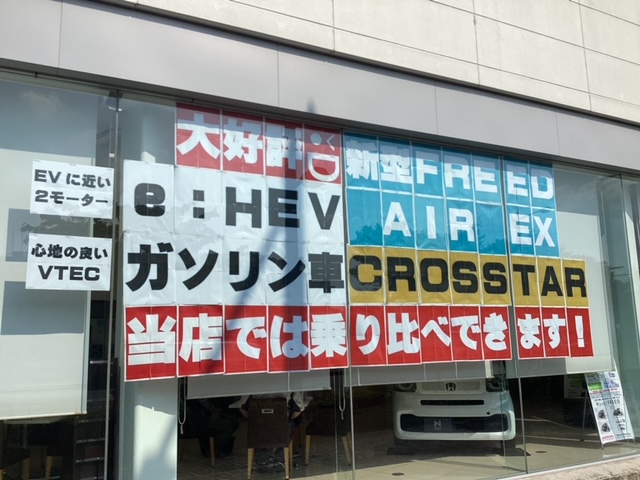 大好評:D
新型FREED
EVに近い
2モーター
e:HEV
AIR EX
心地の良い
VTEC
ガソリン車
CROSSTAR
当店では乗り比べできます!